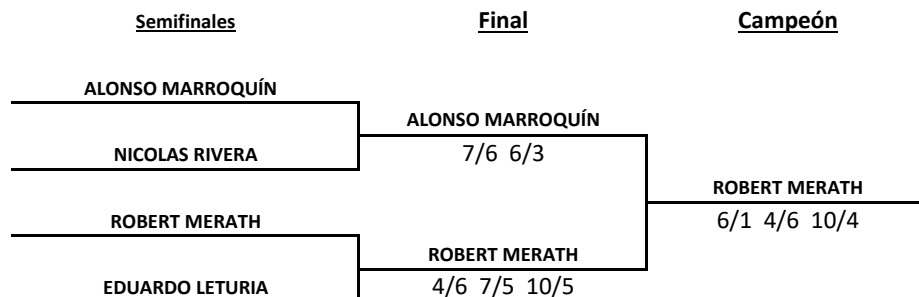 Semifinales Final Campeón
ALONSO MARROQUÍN
ALONSO MARROQUÍN
NICOLAS RIVERA
7/6 6/3
ROBERT MERATH
ROBERT MERATH
6/1 4/6 10/4
ROBERT MERATH
EDUARDO LETURIA
4/6 7/5 10/5